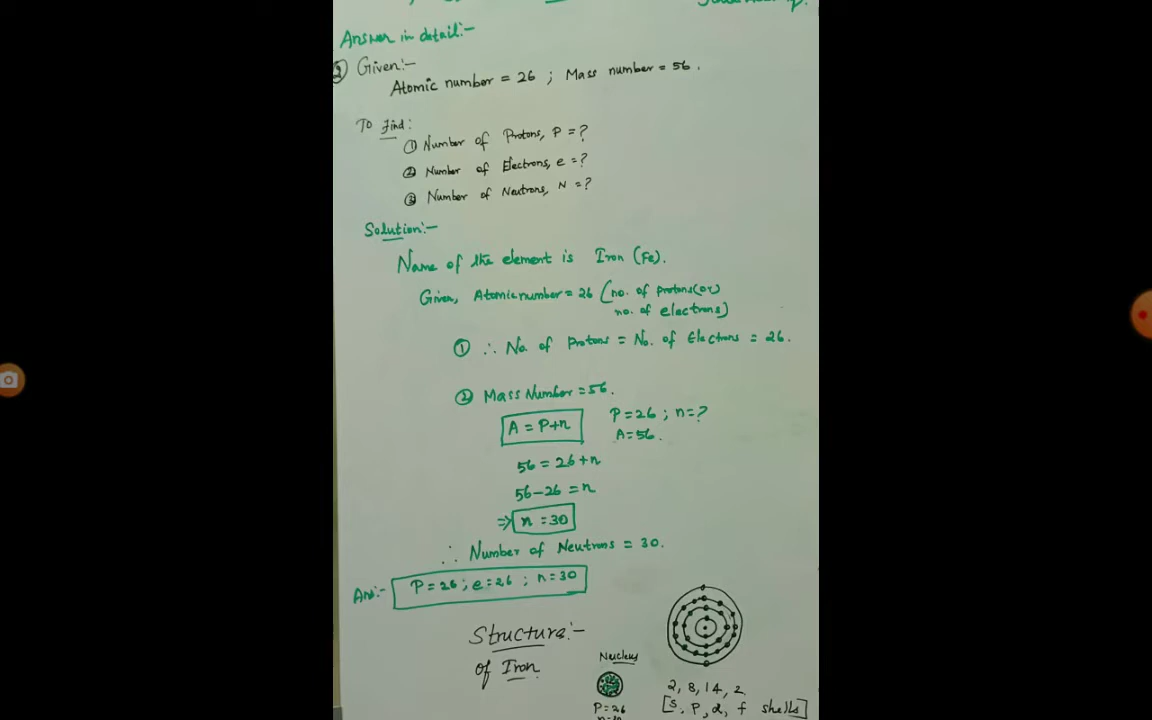 Answer in detail:-
Given:-
Atomic number = 26 ; Mass number = 56 .
To Find:
① Number of Protons, P = ?
② Number of Electrons, e = ?
③ Number of Neutrons, N = ?
Solution:-
Name of the element is Iron (Fe).
Given, Atomic number = 26 (no. of protons (or)
no. of electrons)
① ∴ No. of Protons = No. of Electrons = 26.
② Mass Number = 56.
A = P+n P = 26 ; n = ?
A = 56.
56 = 26 + n
56 - 26 = n
⇒ n = 30
∴ Number of Neutrons = 30.
Ans:- P = 26 ; e = 26 ; n = 30
Structure:-
of Iron
Nucleus
P = 26
2, 8, 14, 2
[s, P, d, f shells]